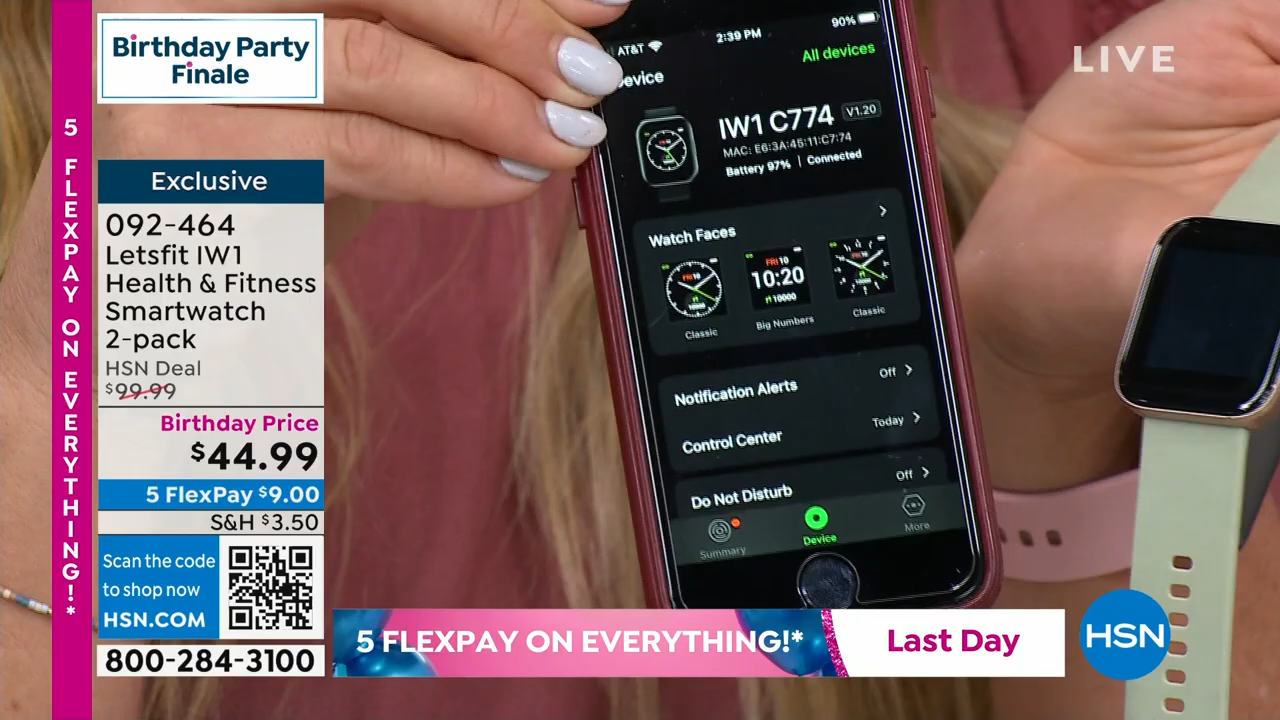 5 FLEXPAY ON EVERYTHING!*
Birthday Party
Finale
Exclusive
092-464
Letsfit IW1
Health & Fitness
Smartwatch
2-pack
HSN Deal
$99.99
Birthday Price
$44.99
5 FlexPay $9.00
S&H $3.50
Scan the code
to shop now
HSN.COM
800-284-3100
LIVE
AT&T 2:39 PM 90%
Device All devices
IW1 C774 V1.20
MAC: E6:3A:45:11:C7:74
Battery 97% | Connected
Watch Faces
FRI 10
10:20
10000
Classic Big Numbers Classic
Notification Alerts Off
Control Center Today
Do Not Disturb Off
Summary Device More
5 FLEXPAY ON EVERYTHING!*
Last Day
HSN